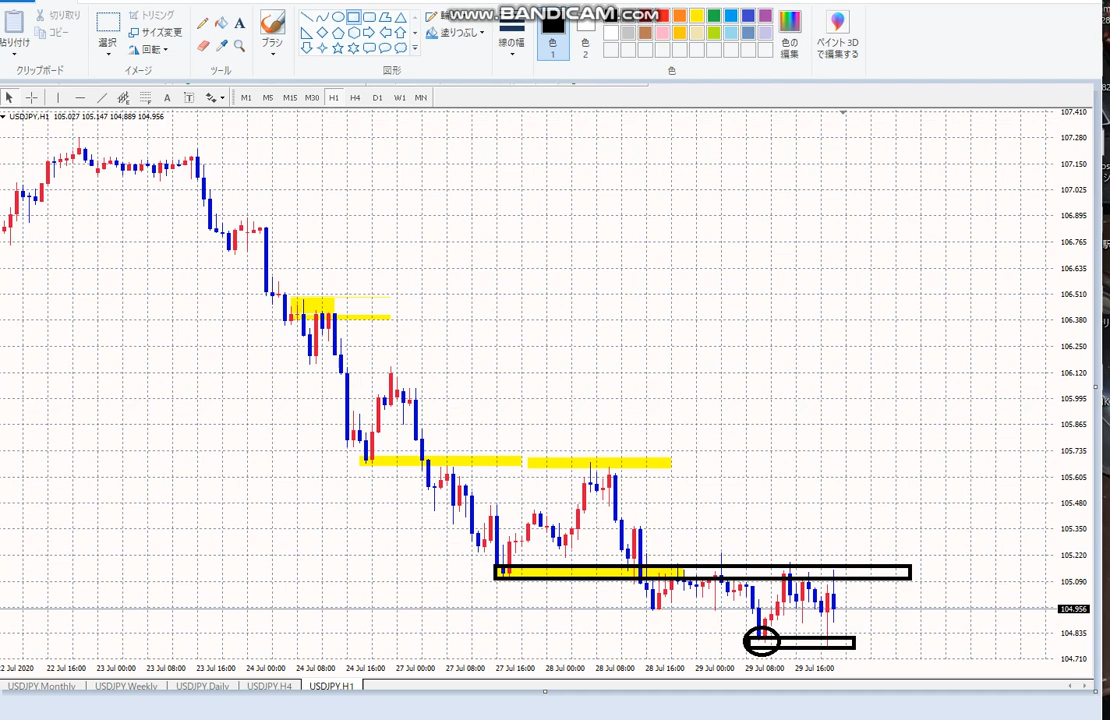 切り取り
コピー
貼り付け
クリップボード
選択
トリミング
サイズ変更
回転
イメージ
A
ツール
ブラシ
塗りつぶし
図形
線の幅
色
1
色
2
色
色の
編集
ペイント 3D
で編集する
www.BANDICAM.com
A
T
M1 M5 M15 M30 H1 H4 D1 W1 MN
USDJPY,H1 105.027 105.147 104.889 104.956
107.410
107.280
107.150
107.025
106.895
106.765
106.635
106.510
106.380
106.250
106.120
105.995
105.865
105.735
105.605
105.480
105.350
105.220
105.090
104.956
104.835
104.710
22 Jul 2020 22 Jul 16:00 23 Jul 00:00 23 Jul 08:00 23 Jul 16:00 24 Jul 00:00 24 Jul 08:00 24 Jul 16:00 27 Jul 00:00 27 Jul 08:00 27 Jul 16:00 28 Jul 00:00 28 Jul 08:00 28 Jul 16:00 29 Jul 00:00 29 Jul 08:00 29 Jul 16:00
USDJPY Monthly USDJPY Weekly USDJPY Daily USDJPY,H4 USDJPY,H1